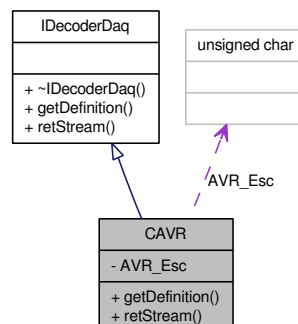 IDecoderDaq
+ ~IDecoderDaq()
+ getDefinition()
+ retStream()
unsigned char
AVR_Esc
CAVR
- AVR_Esc
+ getDefinition()
+ retStream()